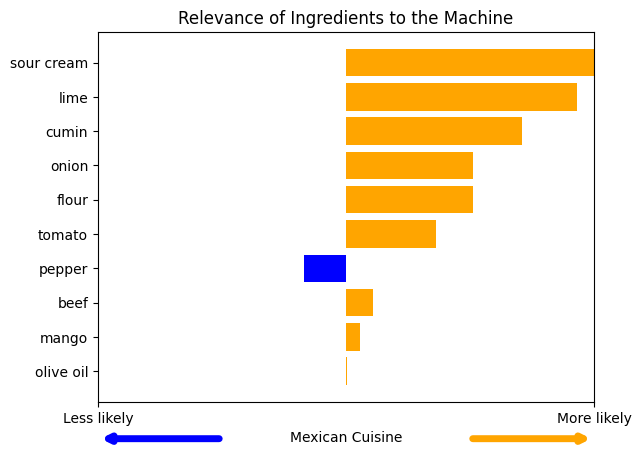 Relevance of Ingredients to the Machine
sour cream
lime
cumin
onion
flour
tomato
pepper
beef
mango
olive oil
Less likely
More likely
Mexican Cuisine